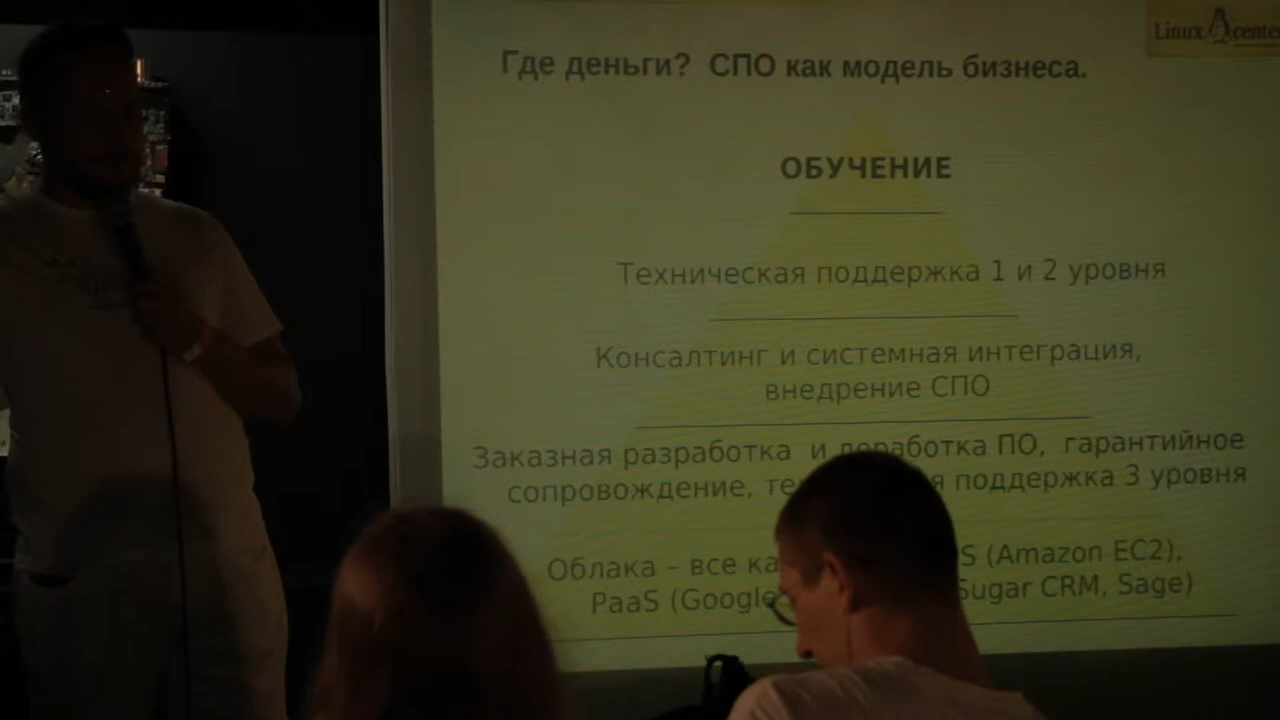 Linux center
Где деньги? СПО как модель бизнеса.
ОБУЧЕНИЕ
Техническая поддержка 1 и 2 уровня
Консалтинг и системная интеграция,
внедрение СПО
Заказная разработка и доработка ПО, гарантийное
сопровождение, поддержка 3 уровня
Облака – все (Amazon EC2),
PaaS (Google Sugar CRM, Sage)